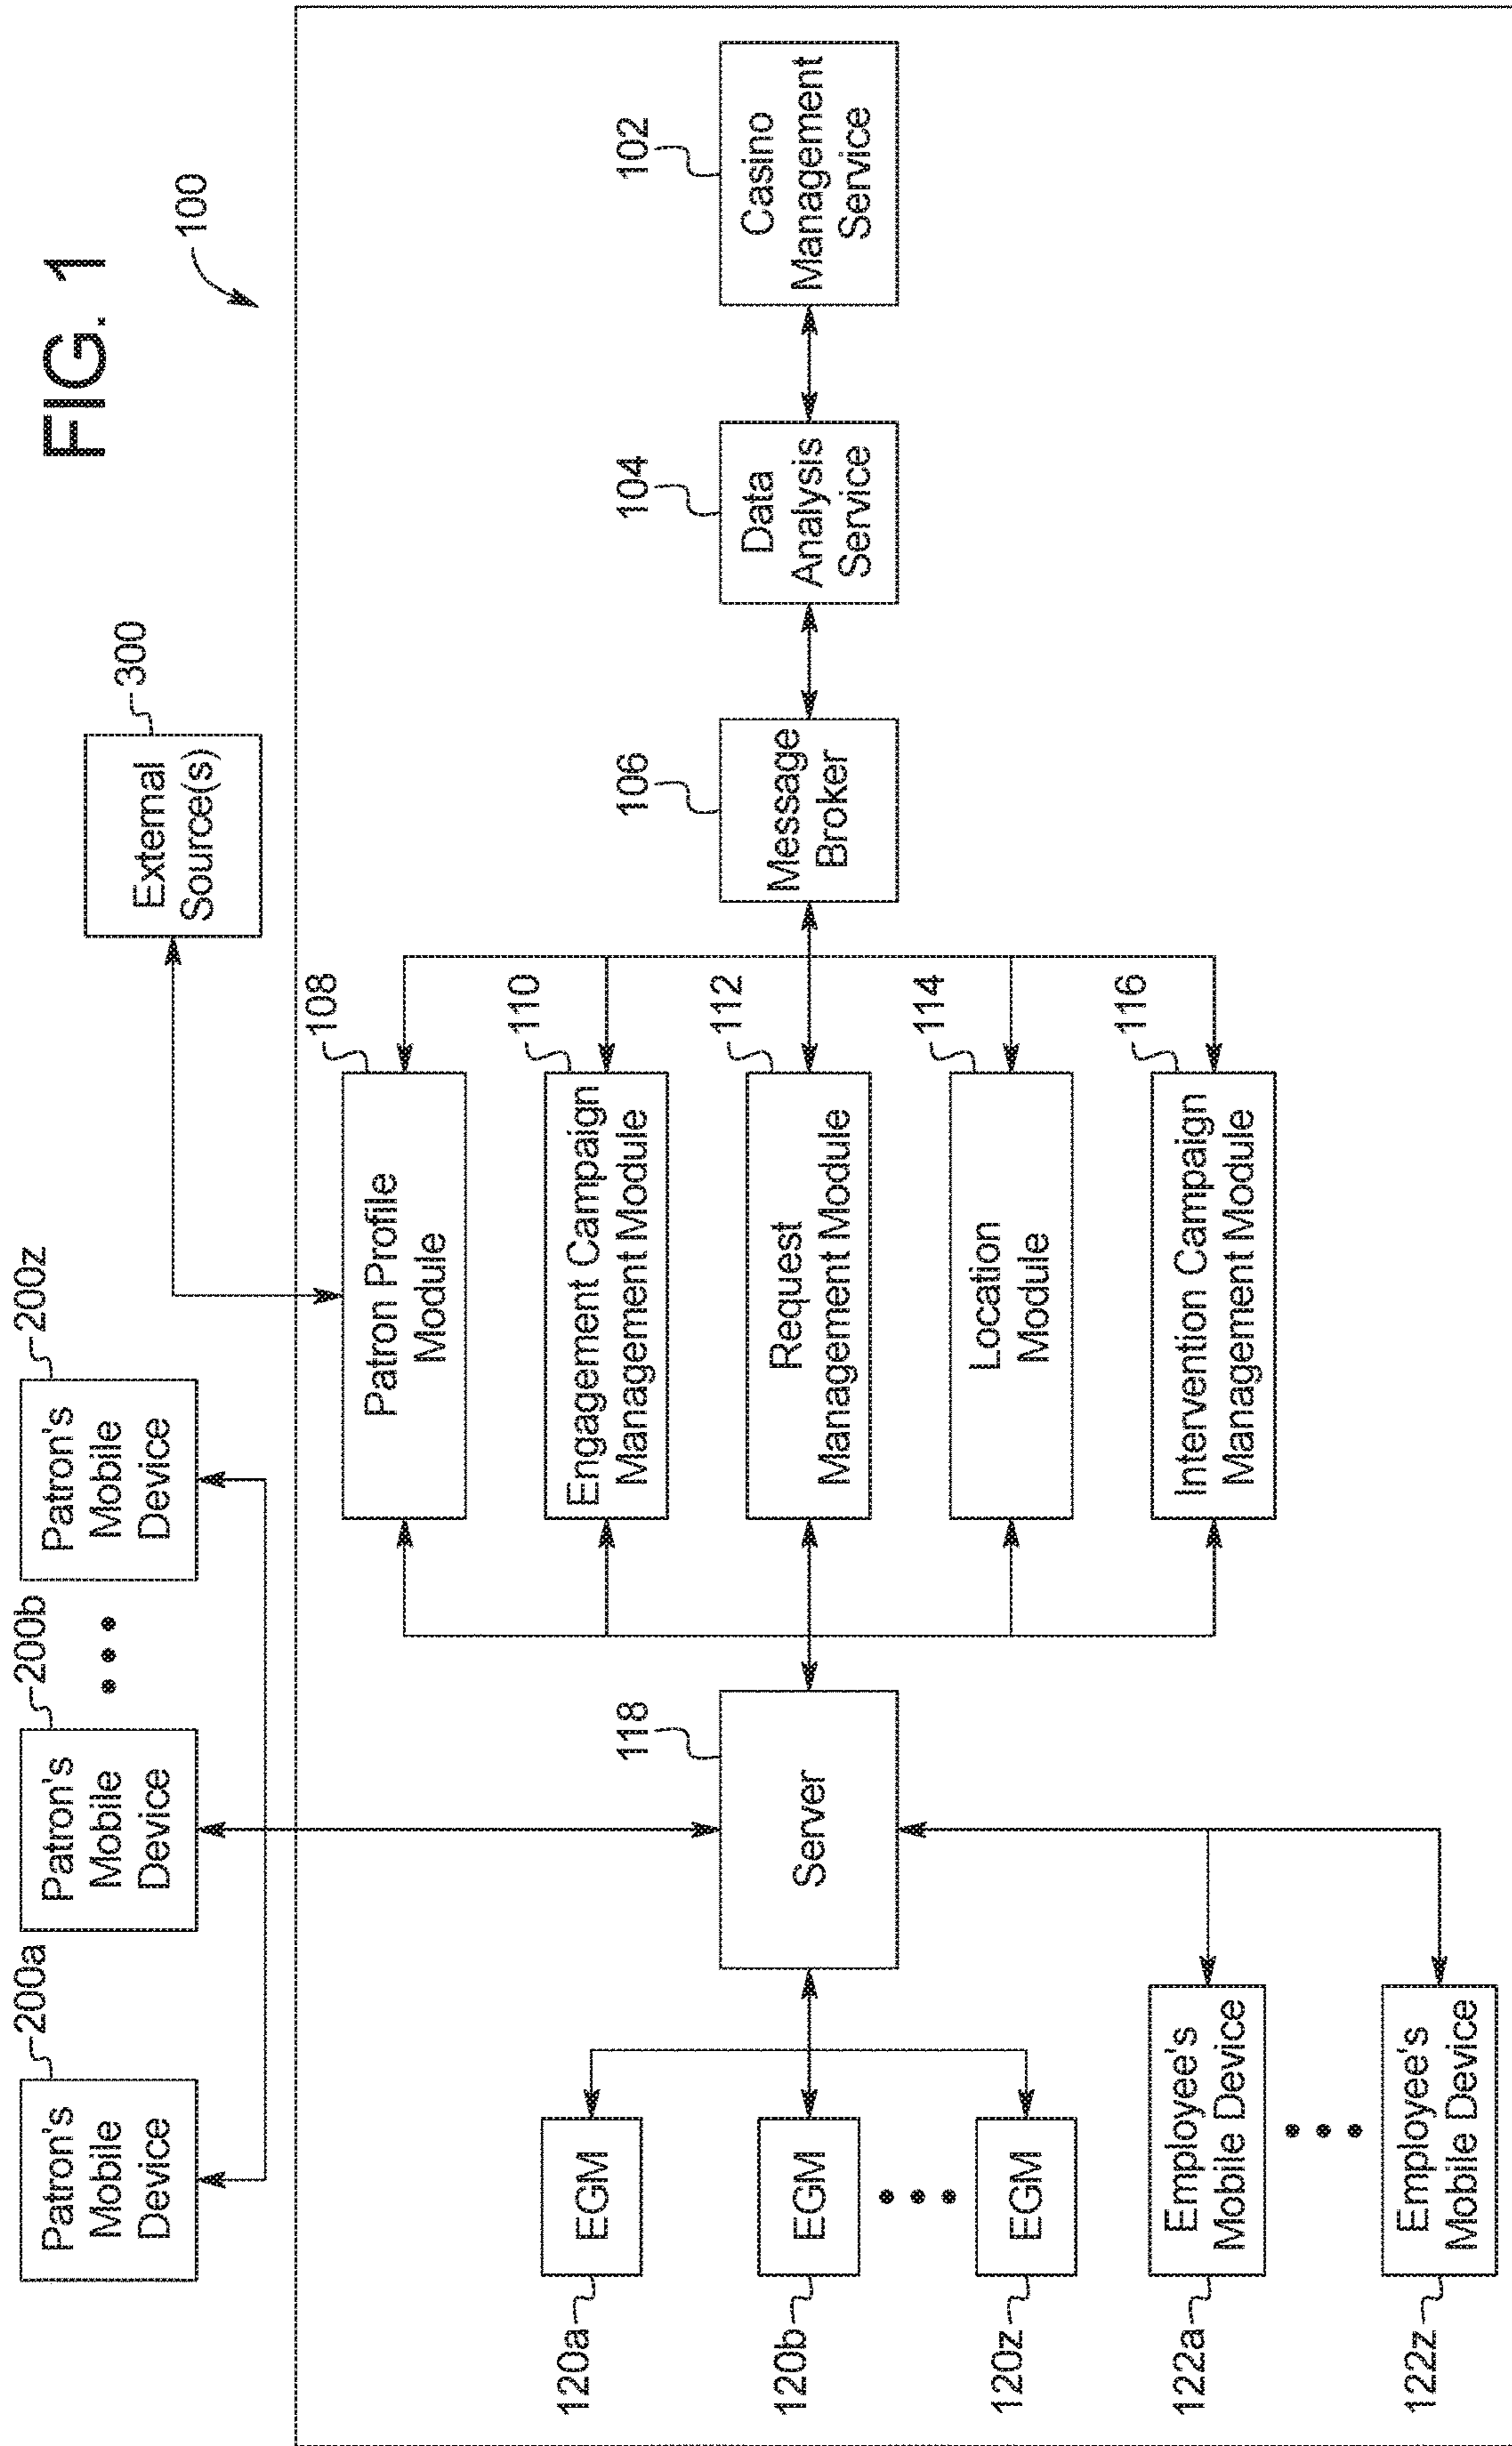 FIG. 1
100
200a
Patron's
Mobile
Device
200b
Patron's
Mobile
Device
200z
Patron's
Mobile
Device
300
External
Source(s)
120a
EGM
120b
EGM
120z
EGM
122a
Employee's
Mobile Device
122z
Employee's
Mobile Device
118
Server
108
Patron Profile
Module
110
Engagement Campaign
Management Module
112
Request
Management Module
114
Location
Module
116
Intervention Campaign
Management Module
106
Message
Broker
104
Data
Analysis
Service
102
Casino
Management
Service